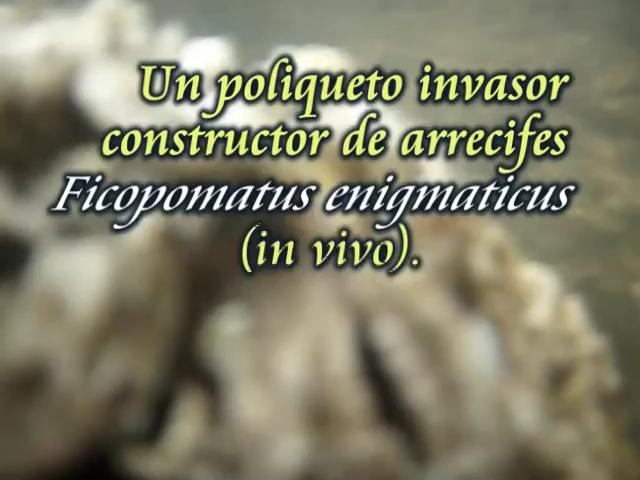 Un poliqueto invasor
constructor de arrecifes
Ficopomatus enigmaticus
(in vivo).